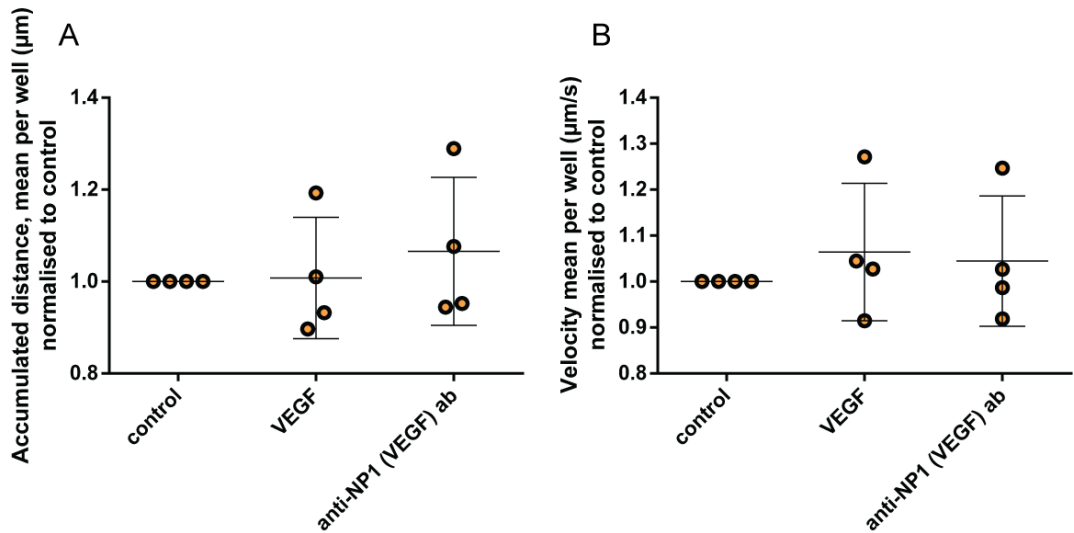 A
Accumulated distance, mean per well (µm)
normalised to control
1.4
1.2
1.0
0.8
control
VEGF
anti-NP1 (VEGF) ab
B
Velocity mean per well (µm/s)
normalised to control
1.4
1.3
1.2
1.1
1.0
0.9
0.8
control
VEGF
anti-NP1 (VEGF) ab